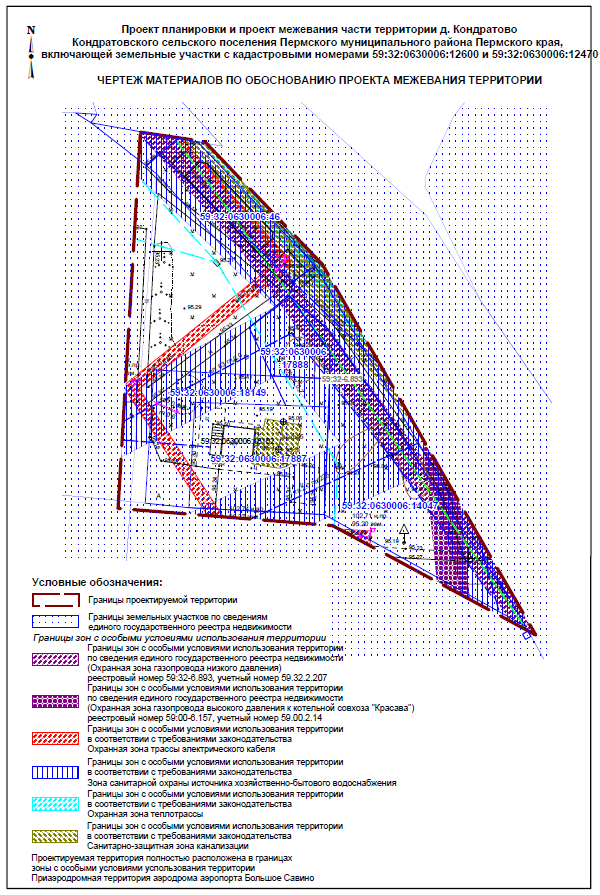 N
Проект планировки и проект межевания части территории д. Кондратово
Кондратовского сельского поселения Пермского муниципального района Пермского края,
включающей земельные участки с кадастровыми номерами 59:32:0630006:12600 и 59:32:0630006:12470
ЧЕРТЕЖ МАТЕРИАЛОВ ПО ОБОСНОВАНИЮ ПРОЕКТА МЕЖЕВАНИЯ ТЕРРИТОРИИ
59:32:0630006:46
95.29
59:32:0630006
17888
59:32-6.893
59:32:0630006:18149
59:32:0630006:17887
59:32:0630006:14047
Условные обозначения:
Границы проектируемой территории
Границы земельных участков по сведениям
единого государственного реестра недвижимости
Границы зон с особыми условиями использования территории
Границы зон с особыми условиями использования территории
по сведения единого государственного реестра недвижимости
(Охранная зона газопровода низкого давления)
реестровый номер 59:32-6.893, учетный номер 59.32.2.207
Границы зон с особыми условиями использования территории
по сведения единого государственного реестра недвижимости
(Охранная зона газопровода высокого давления к котельной совхоза "Красава")
реестровый номер 59:00-6.157, учетный номер 59.00.2.14
Границы зон с особыми условиями использования территории
в соответствии с требованиями законодательства
Охранная зона трассы электрического кабеля
Границы зон с особыми условиями использования территории
в соответствии с требованиями законодательства
Зона санитарной охраны источника хозяйственно-бытового водоснабжения
Границы зон с особыми условиями использования территории
в соответствии с требованиями законодательства
Охранная зона теплотрассы
Границы зон с особыми условиями использования территории
в соответствии с требованиями законодательства
Санитарно-защитная зона канализации
Проектируемая территория полностью расположена в границах
зоны с особыми условиями успользования территории
Приаэродромная территория аэродрома аэропорта Большое Савино